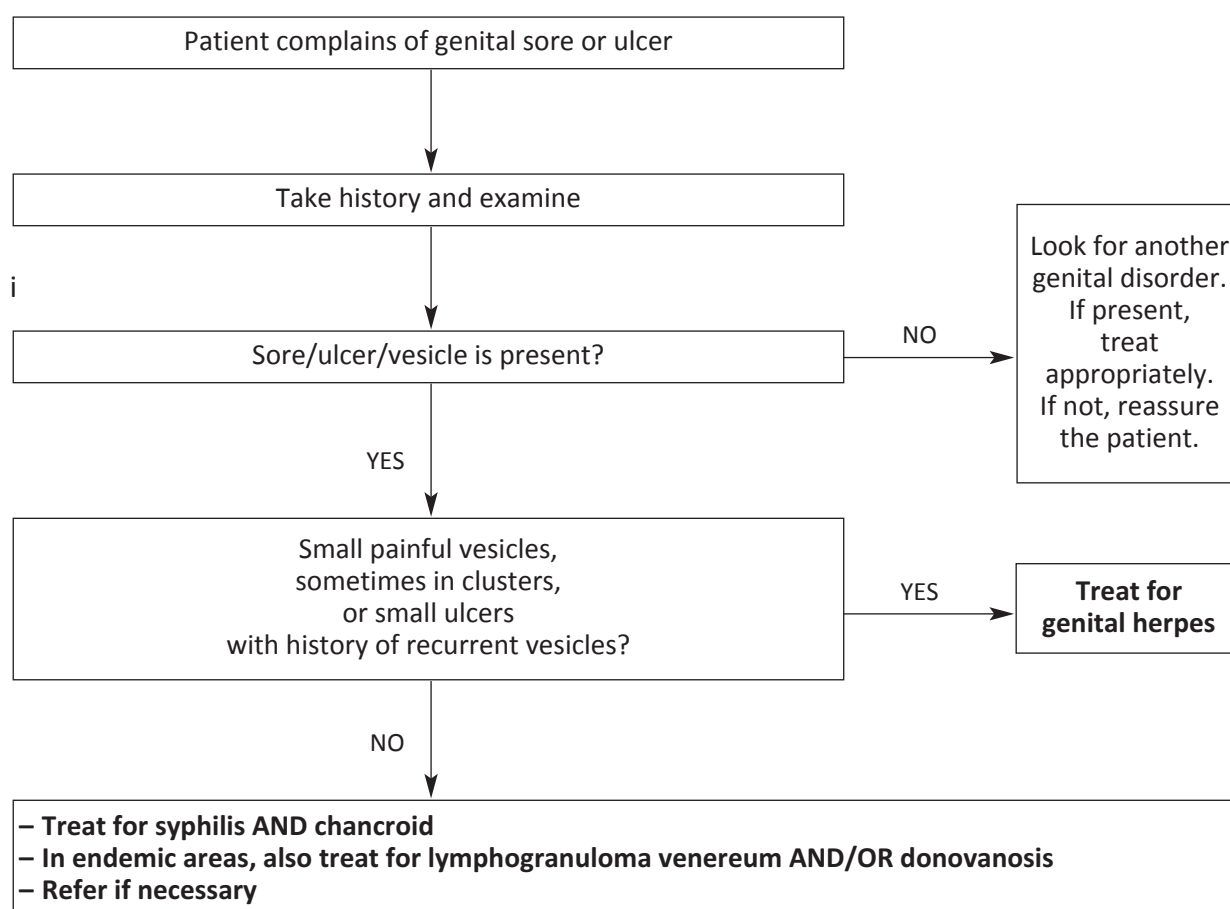 Patient complains of genital sore or ulcer
Take history and examine
i
Sore/ulcer/vesicle is present?
NO
Look for another
genital disorder.
If present,
treat
appropriately.
If not, reassure
the patient.
YES
Small painful vesicles,
sometimes in clusters,
or small ulcers
with history of recurrent vesicles?
YES
Treat for
genital herpes
NO
– Treat for syphilis AND chancroid
– In endemic areas, also treat for lymphogranuloma venereum AND/OR donovanosis
– Refer if necessary